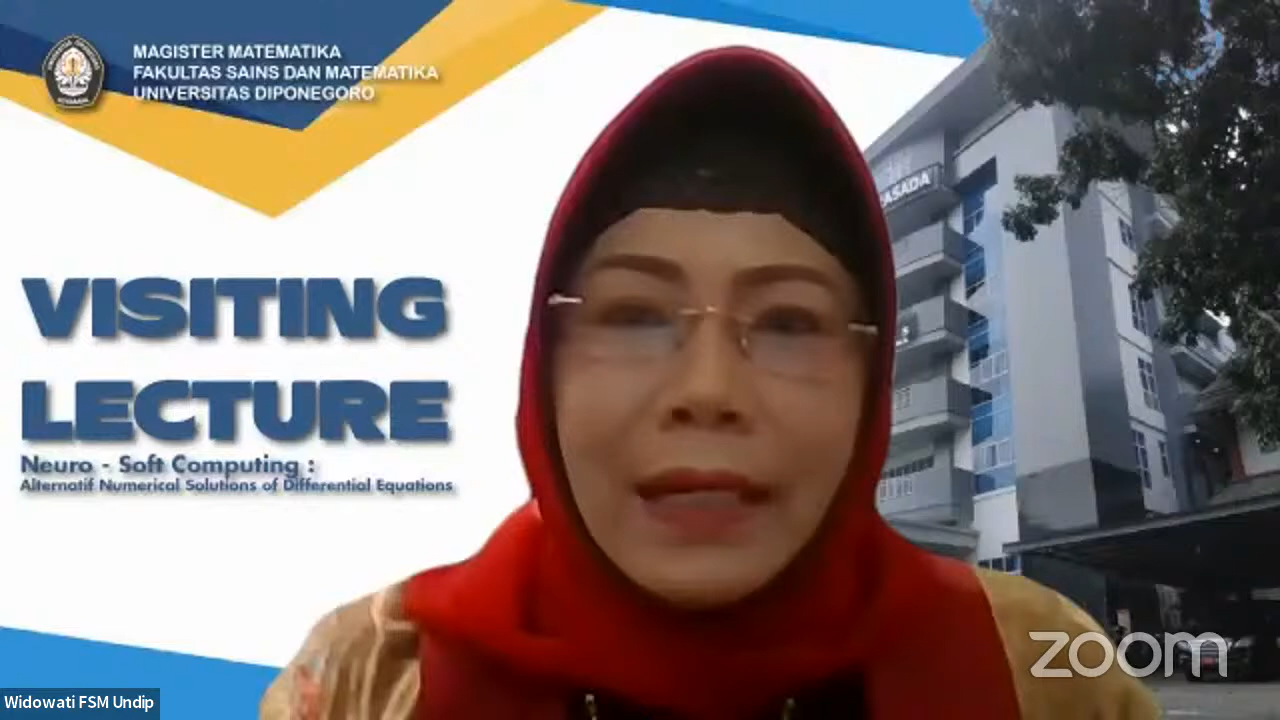 MAGISTER MATEMATIKA
FAKULTAS SAINS DAN MATEMATIKA
UNIVERSITAS DIPONEGORO
VISITING
LECTURE
Neuro - Soft Computing :
Alternatif Numerical Solutions of Differential Equations
ASADA
zoom
Widowati FSM Undip